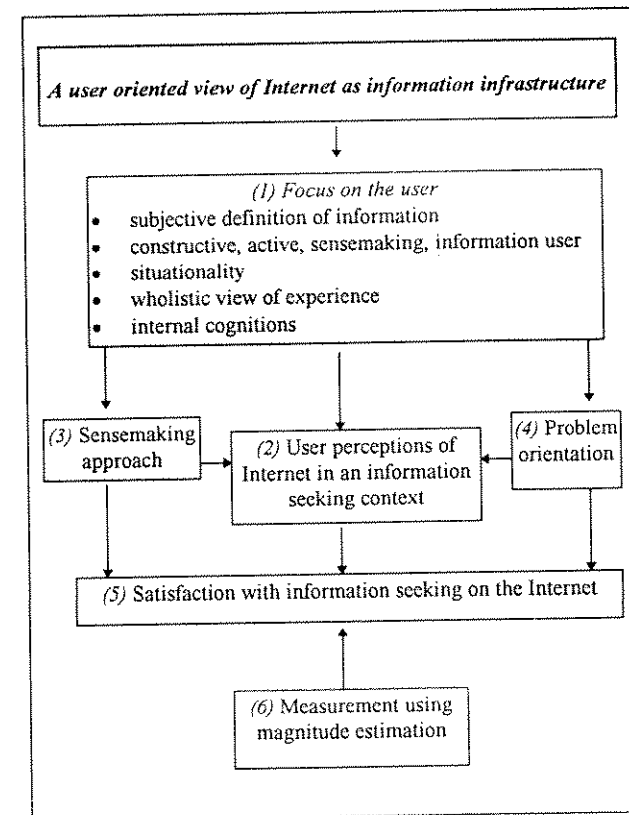 A user oriented view of Internet as information infrastructure
(1) Focus on the user
• subjective definition of information
• constructive, active, sensemaking, information user
• situationality
• wholistic view of experience
• internal cognitions
(3) Sensemaking
approach
(2) User perceptions of
Internet in an information
seeking context
(4) Problem
orientation
(5) Satisfaction with information seeking on the Internet
(6) Measurement using
magnitude estimation